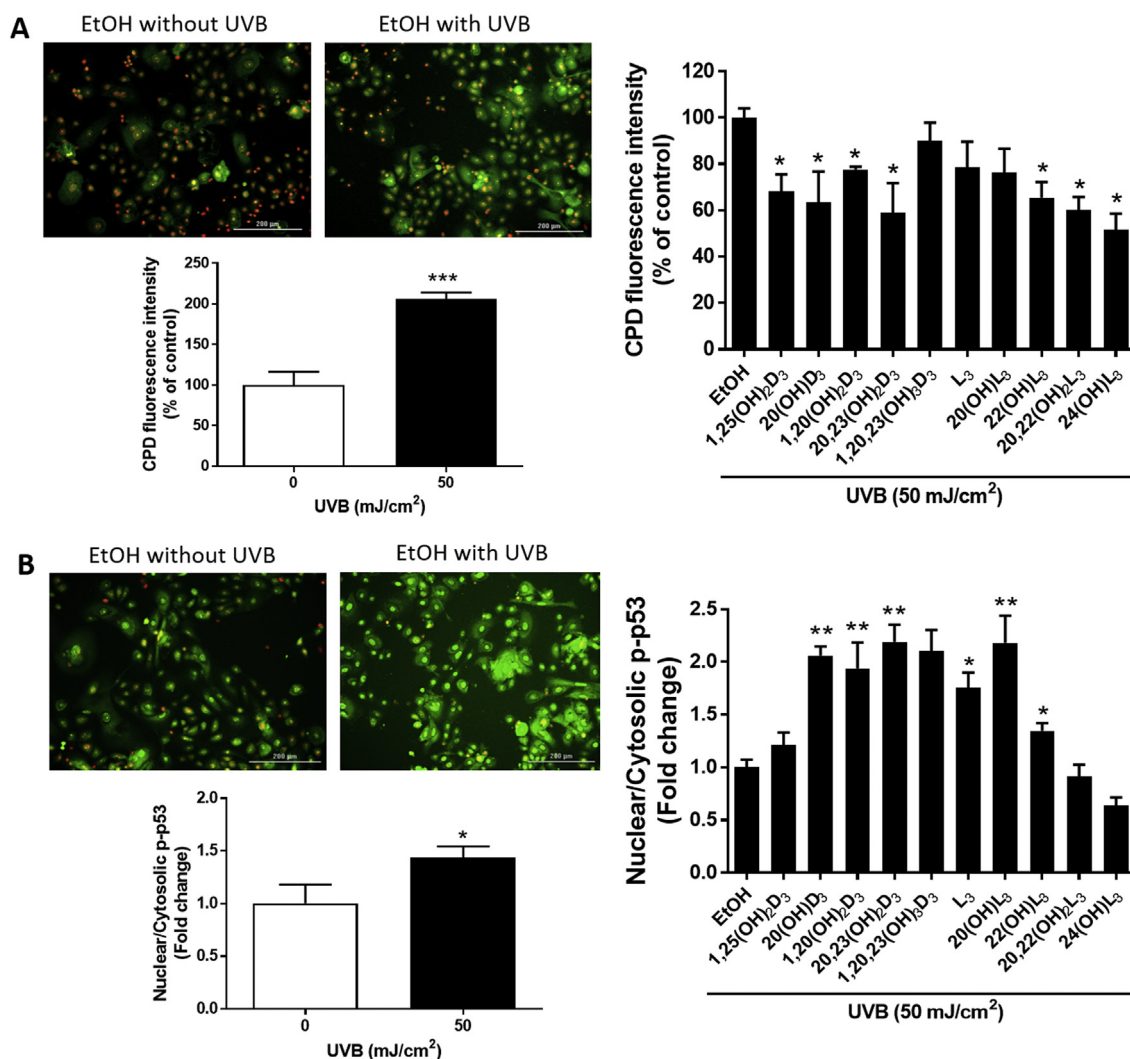 A
EtOH without UVB
EtOH with UVB
200 µm
200 µm
CPD fluorescence intensity
(% of control)
250
200
150
100
50
0
***
0
50
UVB (mJ/cm²)
CPD fluorescence intensity
(% of control)
120
100
80
60
40
20
0
* * * * * * *
EtOH
1,25(OH)₂D₃
20(OH)D₃
1,20(OH)₂D₃
20,23(OH)₂D₃
1,20,23(OH)₃D₃
L₃
20(OH)L₃
22(OH)L₃
20,22(OH)₂L₃
24(OH)L₃
UVB (50 mJ/cm²)
B
EtOH without UVB
EtOH with UVB
200 µm
200 µm
Nuclear/Cytosolic p-p53
(Fold change)
2.0
1.5
1.0
0.5
0.0
*
0
50
UVB (mJ/cm²)
Nuclear/Cytosolic p-p53
(Fold change)
2.5
2.0
1.5
1.0
0.5
0.0
** ** ** * ** *
EtOH
1,25(OH)₂D₃
20(OH)D₃
1,20(OH)₂D₃
20,23(OH)₂D₃
1,20,23(OH)₃D₃
L₃
20(OH)L₃
22(OH)L₃
20,22(OH)₂L₃
24(OH)L₃
UVB (50 mJ/cm²)